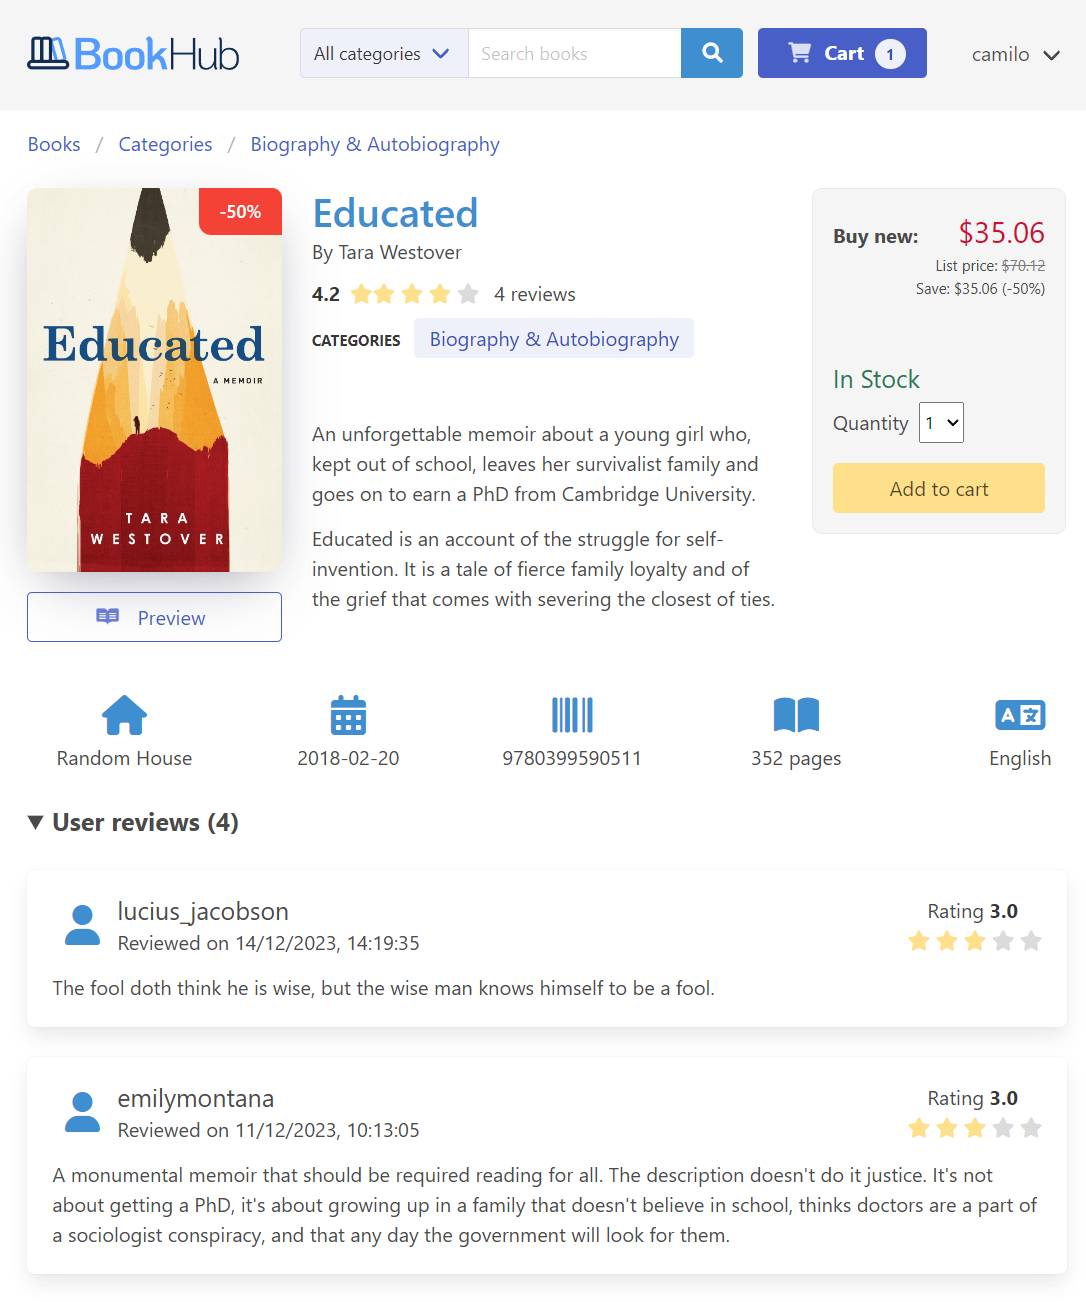 BookHub
All categories
Search books
Cart 1
camilo
Books / Categories / Biography & Autobiography
-50%
Educated
A MEMOIR
TARA
WESTOVER
Preview
Educated
By Tara Westover
4.2 4 reviews
CATEGORIES Biography & Autobiography
An unforgettable memoir about a young girl who,
kept out of school, leaves her survivalist family and
goes on to earn a PhD from Cambridge University.
Educated is an account of the struggle for self-
invention. It is a tale of fierce family loyalty and of
the grief that comes with severing the closest of ties.
Buy new: $35.06
List price: $70.12
Save: $35.06 (-50%)
In Stock
Quantity 1
Add to cart
Random House
2018-02-20
9780399590511
352 pages
A 文
English
User reviews (4)
lucius_jacobson
Reviewed on 14/12/2023, 14:19:35
Rating 3.0
The fool doth think he is wise, but the wise man knows himself to be a fool.
emilymontana
Reviewed on 11/12/2023, 10:13:05
Rating 3.0
A monumental memoir that should be required reading for all. The description doesn't do it justice. It's not
about getting a PhD, it's about growing up in a family that doesn't believe in school, thinks doctors are a part of
a sociologist conspiracy, and that any day the government will look for them.